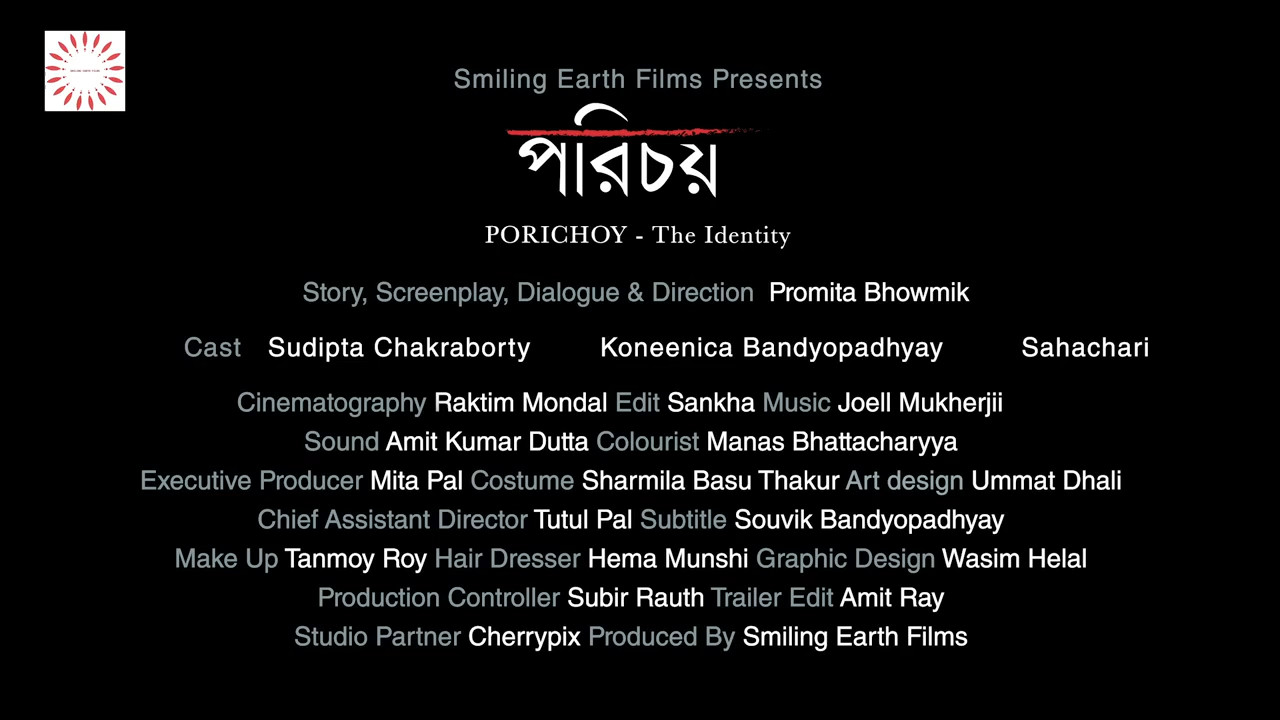 SMILING EARTH FILMS
Smiling Earth Films Presents
পরিচয়
PORICHOY - The Identity
Story, Screenplay, Dialogue & Direction Promita Bhowmik
Cast Sudipta Chakraborty Koneenica Bandyopadhyay Sahachari
Cinematography Raktim Mondal Edit Sankha Music Joell Mukherjii
Sound Amit Kumar Dutta Colourist Manas Bhattacharyya
Executive Producer Mita Pal Costume Sharmila Basu Thakur Art design Ummat Dhali
Chief Assistant Director Tutul Pal Subtitle Souvik Bandyopadhyay
Make Up Tanmoy Roy Hair Dresser Hema Munshi Graphic Design Wasim Helal
Production Controller Subir Rauth Trailer Edit Amit Ray
Studio Partner Cherrypix Produced By Smiling Earth Films